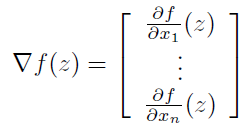 ∇f(z) = [ ∂f/∂x₁ (z)
⋮
∂f/∂xₙ (z) ]